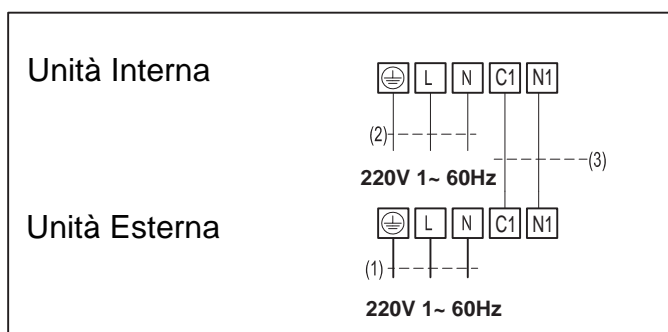 Unità Interna
L N C1 N1
(2)
(3)
220V 1~ 60Hz
Unità Esterna
L N C1 N1
(1)
220V 1~ 60Hz